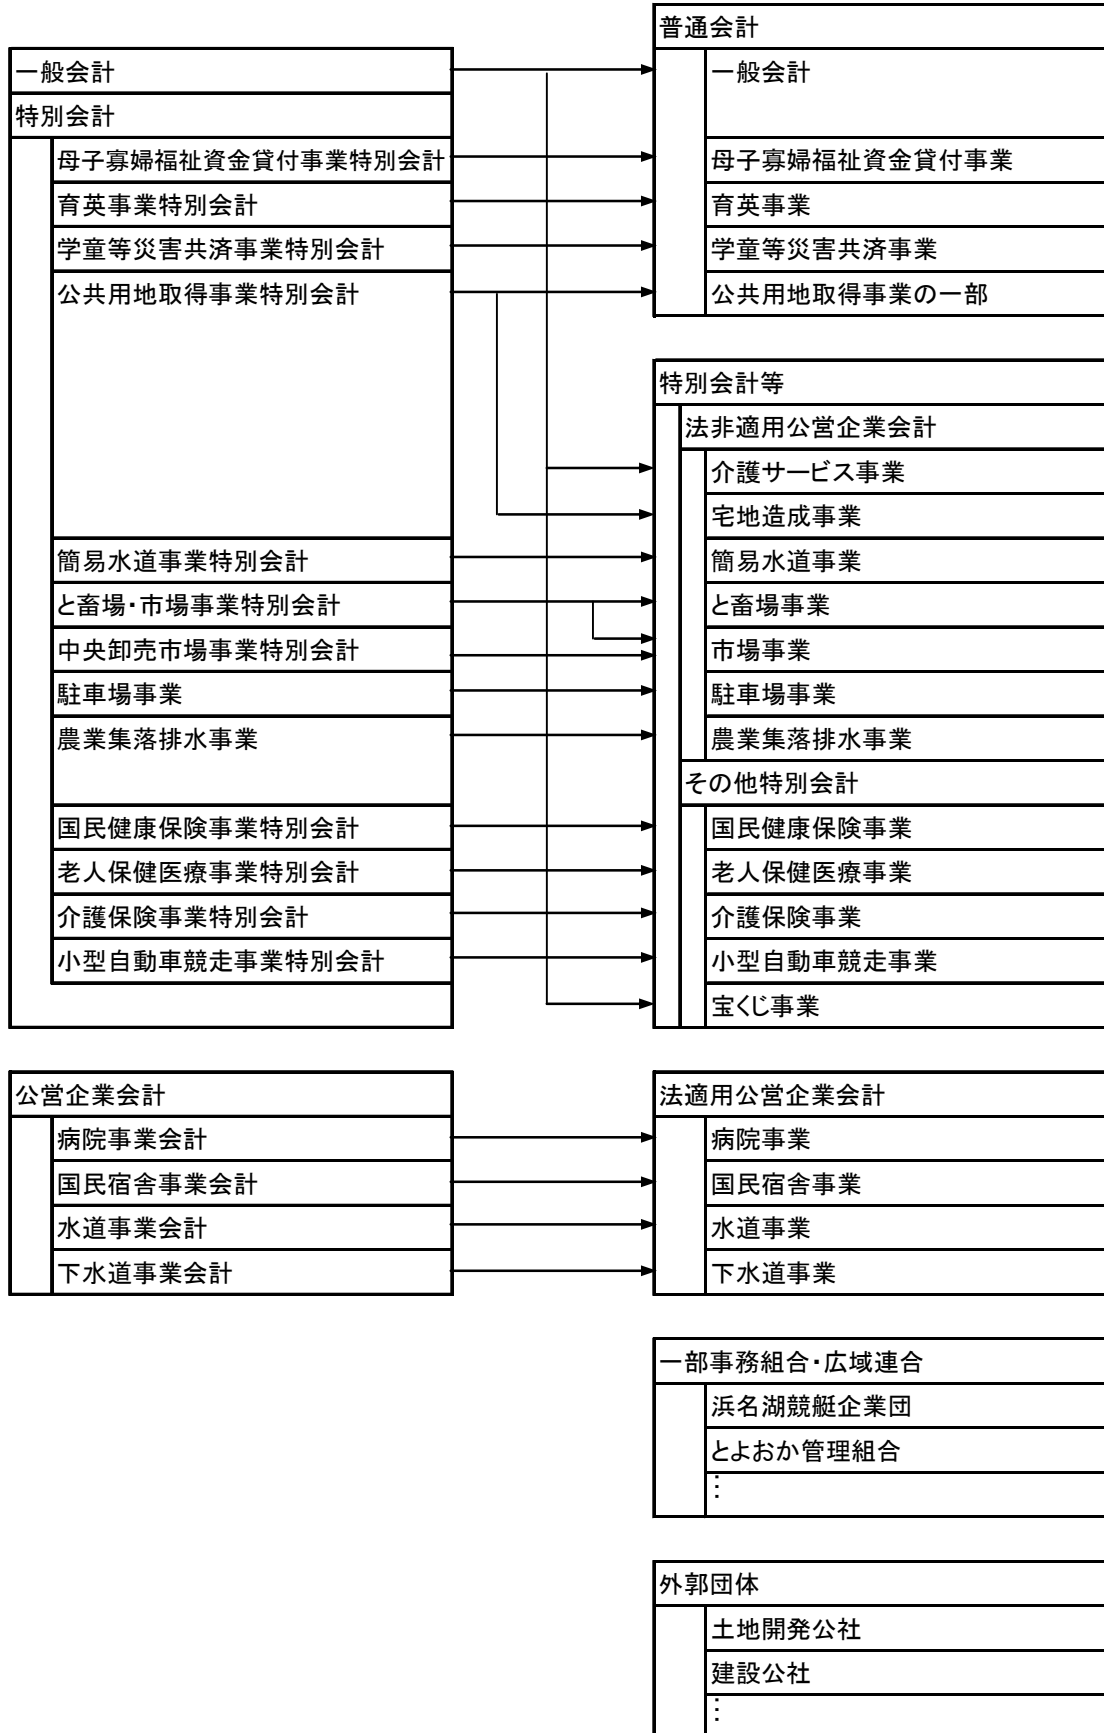 一般会計
特別会計
母子寡婦福祉資金貸付事業特別会計
育英事業特別会計
学童等災害共済事業特別会計
公共用地取得事業特別会計
簡易水道事業特別会計
と畜場・市場事業特別会計
中央卸売市場事業特別会計
駐車場事業
農業集落排水事業
国民健康保険事業特別会計
老人保健医療事業特別会計
介護保険事業特別会計
小型自動車競走事業特別会計
公営企業会計
病院事業会計
国民宿舎事業会計
水道事業会計
下水道事業会計
普通会計
一般会計
母子寡婦福祉資金貸付事業
育英事業
学童等災害共済事業
公共用地取得事業の一部
特別会計等
法非適用公営企業会計
介護サービス事業
宅地造成事業
簡易水道事業
と畜場事業
市場事業
駐車場事業
農業集落排水事業
その他特別会計
国民健康保険事業
老人保健医療事業
介護保険事業
小型自動車競走事業
宝くじ事業
法適用公営企業会計
病院事業
国民宿舎事業
水道事業
下水道事業
一部事務組合・広域連合
浜名湖競艇企業団
とよおか管理組合
⋮
外郭団体
土地開発公社
建設公社
⋮